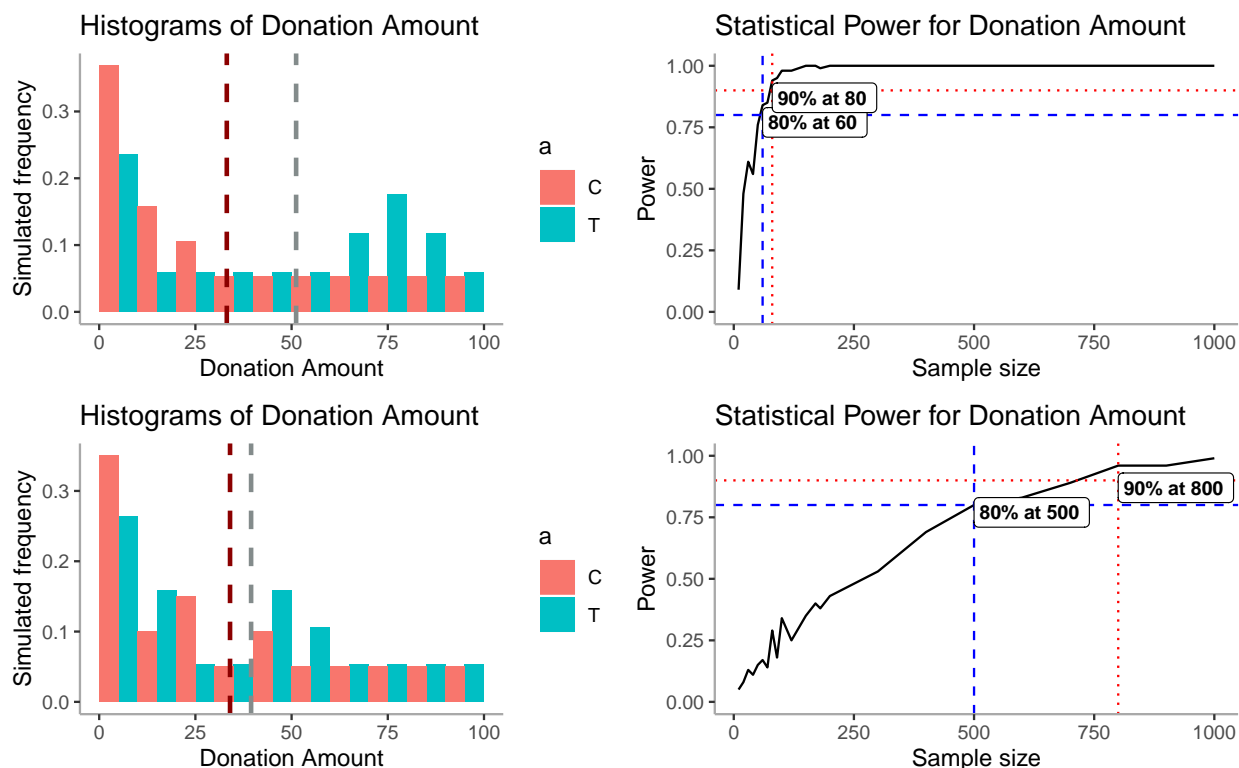 Histograms of Donation Amount
Simulated frequency
0.3
0.2
0.1
0.0
0
25
50
75
100
Donation Amount
a
C
T
Statistical Power for Donation Amount
Power
1.00
0.75
0.50
0.25
0.00
90% at 80
80% at 60
0
250
500
750
1000
Sample size
Histograms of Donation Amount
Simulated frequency
0.3
0.2
0.1
0.0
0
25
50
75
100
Donation Amount
a
C
T
Statistical Power for Donation Amount
Power
1.00
0.75
0.50
0.25
0.00
90% at 800
80% at 500
0
250
500
750
1000
Sample size